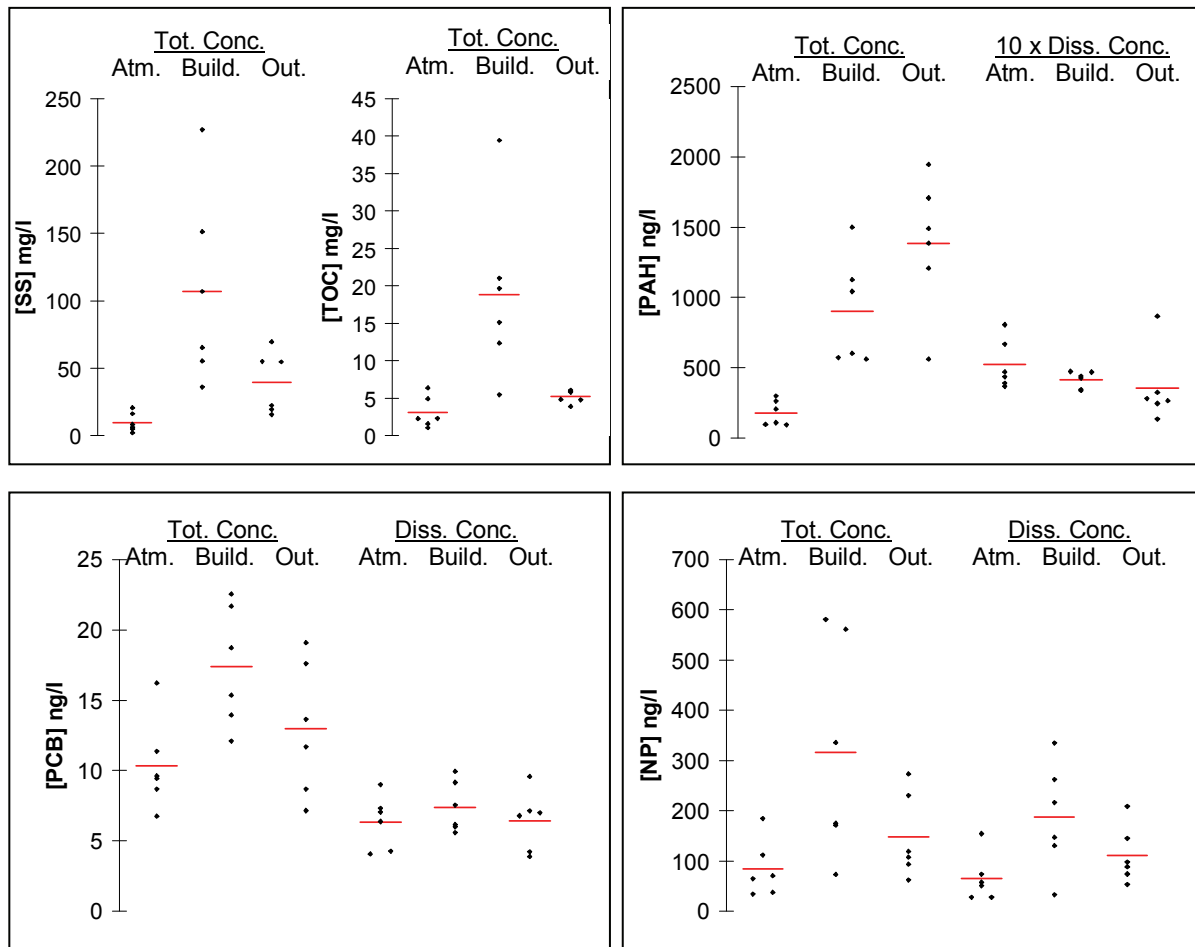 Tot. Conc.
Atm. Build. Out.
[SS] mg/l
250
200
150
100
50
0
Tot. Conc.
Atm. Build. Out.
[TOC] mg/l
45
40
35
30
25
20
15
10
5
0
Tot. Conc.
Atm. Build. Out.
10 x Diss. Conc.
Atm. Build. Out.
[PAH] ng/l
2500
2000
1500
1000
500
0
Tot. Conc.
Atm. Build. Out.
Diss. Conc.
Atm. Build. Out.
[PCB] ng/l
25
20
15
10
5
0
Tot. Conc.
Atm. Build. Out.
Diss. Conc.
Atm. Build. Out.
[NP] ng/l
700
600
500
400
300
200
100
0